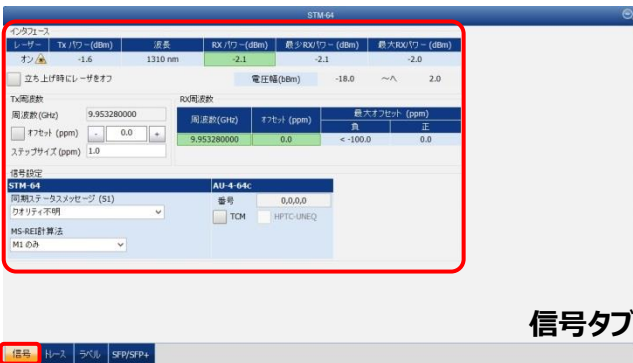 STM-64
インタフェース
レーザー Tx パワー(dBm) 波長 RX パワー(dBm) 最少RXパワー (dBm) 最大RXパワー (dBm)
オン -1.6 1310 nm -2.1 -2.1 -2.0
立ち上げ時にレーザをオフ 電圧幅(bBm) -18.0 ~へ 2.0
Tx周波数 RX周波数
周波数(GHz) 9.953280000 周波数(GHz) オフセット (ppm) 最大オフセット (ppm)
負 正
オフセット (ppm) - 0.0 + 9.953280000 0.0 < -100.0 0.0
ステップサイズ (ppm) 1.0
信号設定
STM-64 AU-4-64c
同期ステータスメッセージ (S1) 番号 0,0,0,0
クオリティ不明 TCM HPTC-UNEQ
MS-REI計算法
M1 のみ
信号タブ
信号 トレース ラベル SFP/SFP+